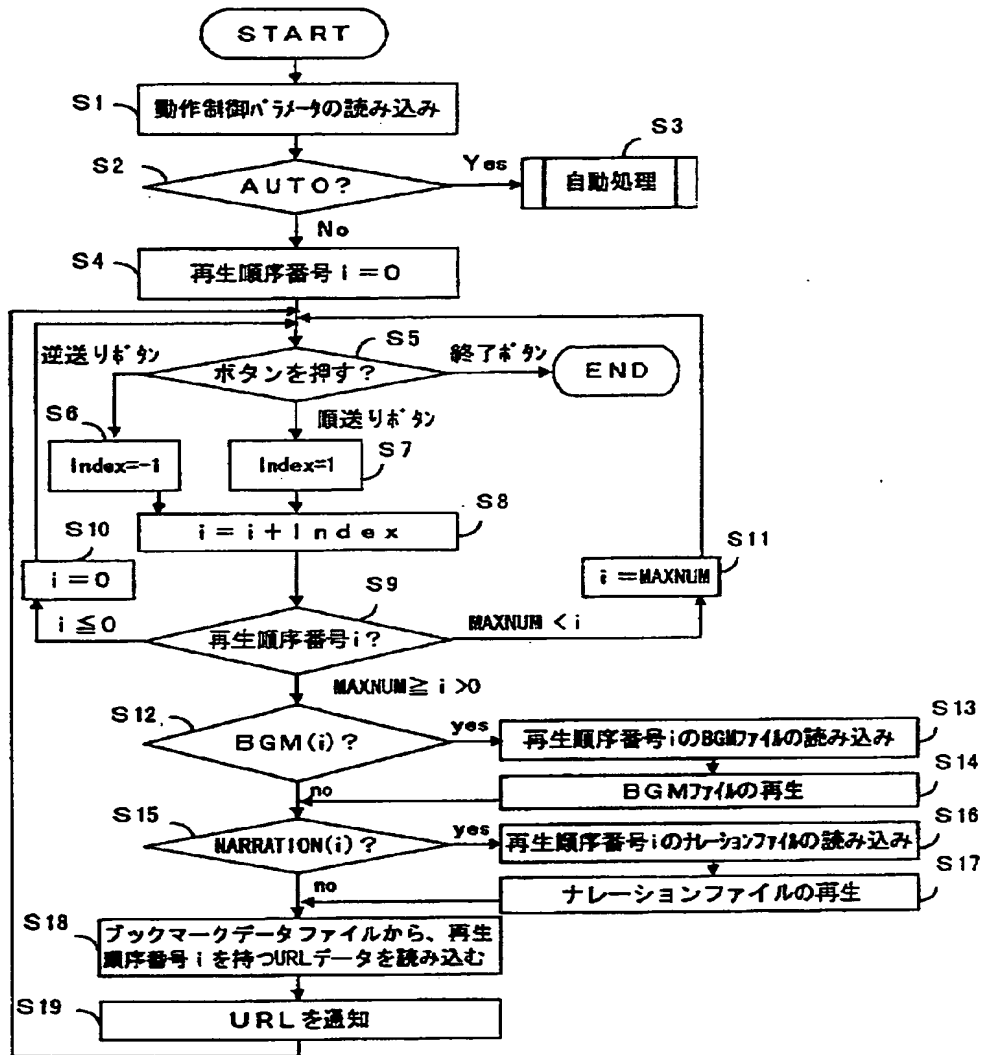 START
S1
動作制御パラメータの読み込み
S2
AUTO?
Yes
S3
自動処理
No
S4
再生順序番号i=0
S5
逆送りボタン
ボタンを押す?
終了ボタン
END
順送りボタン
S6
Index=-1
S7
Index=1
S8
i=i+Index
S10
i=0
S11
i=MAXNUM
S9
i≦0
再生順序番号i?
MAXNUM<i
MAXNUM≧i>0
S12
BGM(i)?
yes
S13
再生順序番号iのBGMファイルの読み込み
S14
BGMファイルの再生
no
S15
NARRATION(i)?
yes
S16
再生順序番号iのナレーションファイルの読み込み
S17
ナレーションファイルの再生
no
S18
ブックマークデータファイルから、再生
順序番号iを持つURLデータを読み込む
S19
URLを通知